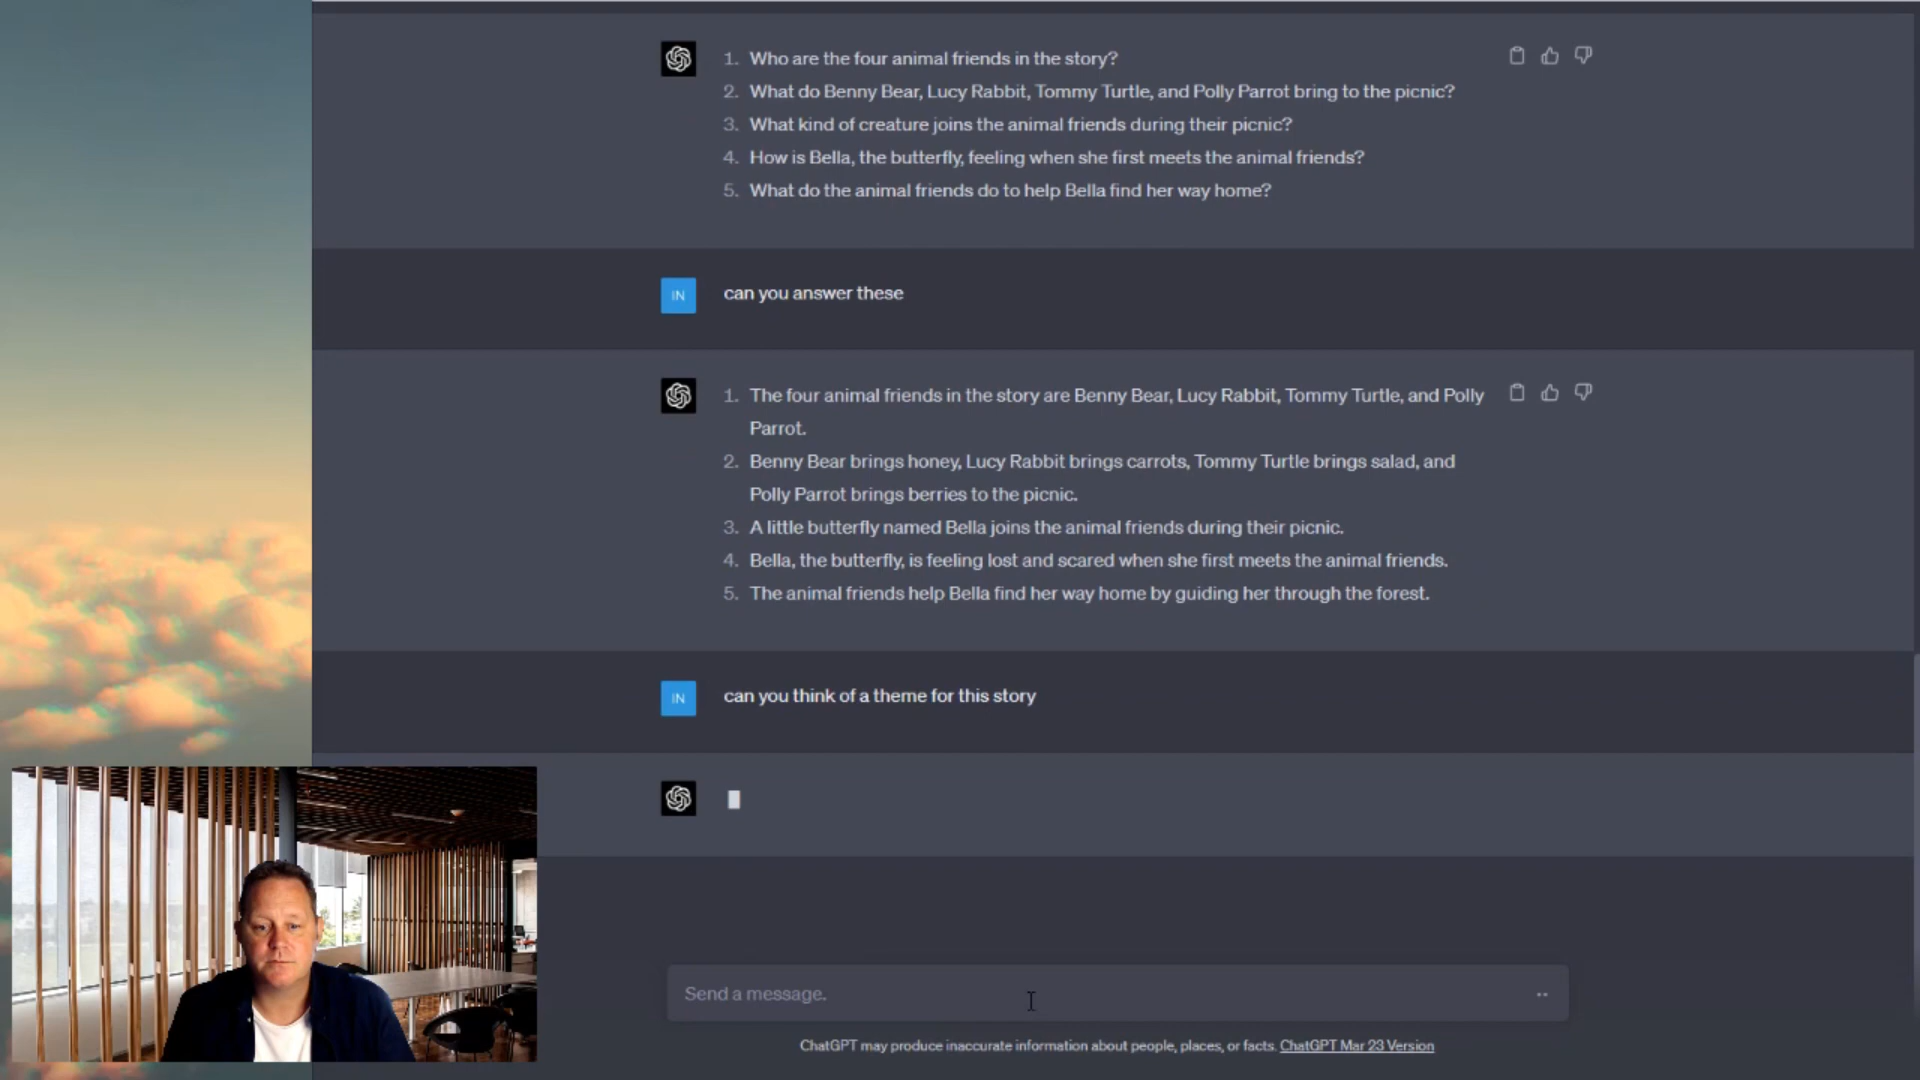 1. Who are the four animal friends in the story?
2. What do Benny Bear, Lucy Rabbit, Tommy Turtle, and Polly Parrot bring to the picnic?
3. What kind of creature joins the animal friends during their picnic?
4. How is Bella, the butterfly, feeling when she first meets the animal friends?
5. What do the animal friends do to help Bella find her way home?
IN
can you answer these
1. The four animal friends in the story are Benny Bear, Lucy Rabbit, Tommy Turtle, and Polly
Parrot.
2. Benny Bear brings honey, Lucy Rabbit brings carrots, Tommy Turtle brings salad, and
Polly Parrot brings berries to the picnic.
3. A little butterfly named Bella joins the animal friends during their picnic.
4. Bella, the butterfly, is feeling lost and scared when she first meets the animal friends.
5. The animal friends help Bella find her way home by guiding her through the forest.
IN
can you think of a theme for this story
Send a message.
ChatGPT may produce inaccurate information about people, places, or facts. ChatGPT Mar 23 Version